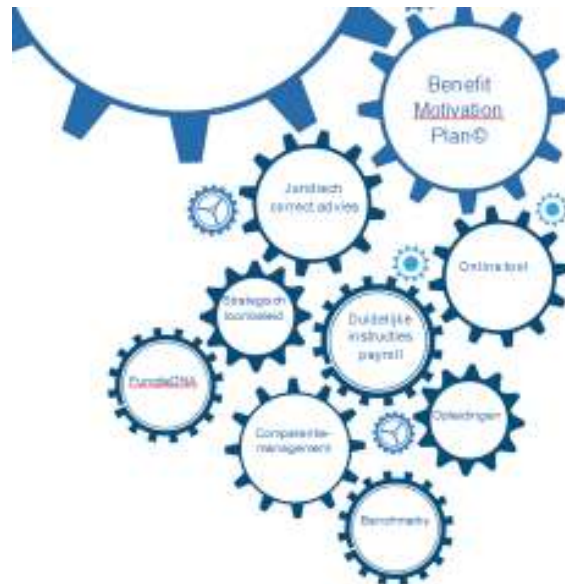 Benefit
Motivation
Plan©
Juridisch
correct advies
Online tool
Strategisch
loonbeleid
Duidelijke
instructies
payroll
FunctieDNA
Opleidingen
Competentie-
management
Benchmarks